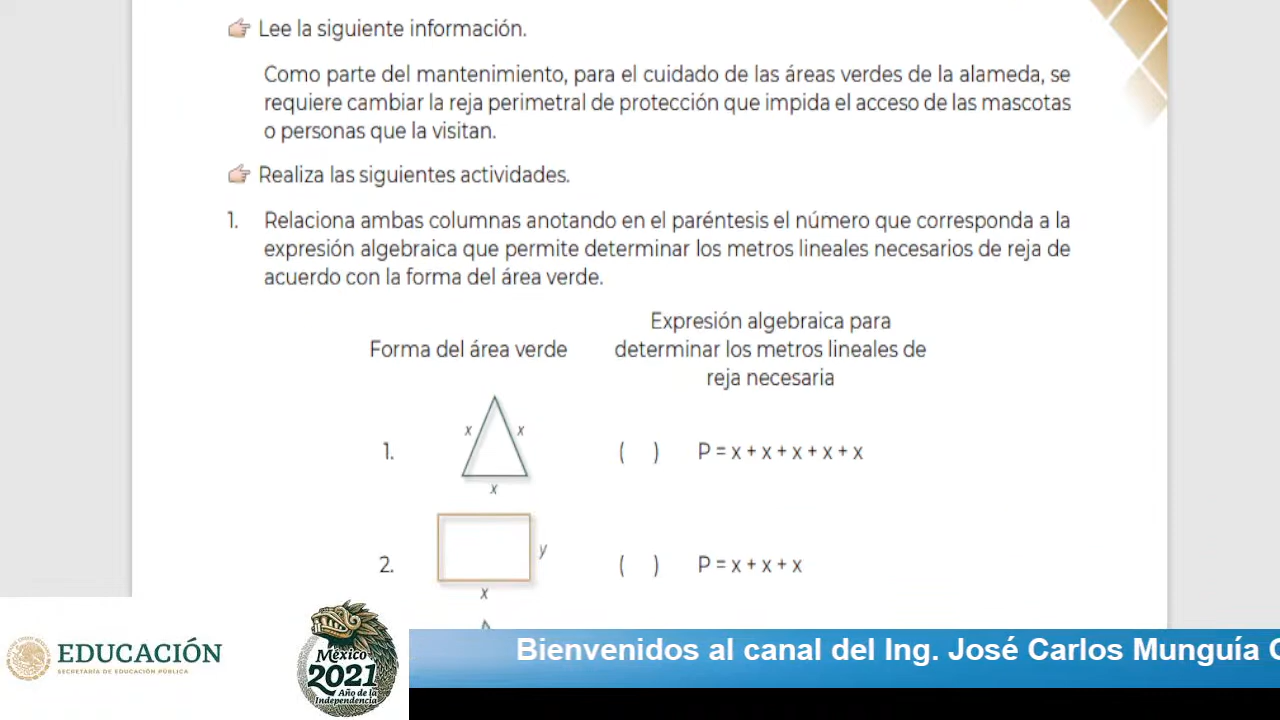 Lee la siguiente información.
Como parte del mantenimiento, para el cuidado de las áreas verdes de la alameda, se
requiere cambiar la reja perimetral de protección que impida el acceso de las mascotas
o personas que la visitan.
Realiza las siguientes actividades.
1. Relaciona ambas columnas anotando en el paréntesis el número que corresponda a la
expresión algebraica que permite determinar los metros lineales necesarios de reja de
acuerdo con la forma del área verde.
Forma del área verde
Expresión algebraica para
determinar los metros lineales de
reja necesaria
x x
1. ( ) P = x + x + x + x + x
x
y
2. ( ) P = x + x + x
x
EDUCACIÓN
SECRETARÍA DE EDUCACIÓN PÚBLICA
México
2021
Año de la
Independencia
Bienvenidos al canal del Ing. José Carlos Munguía